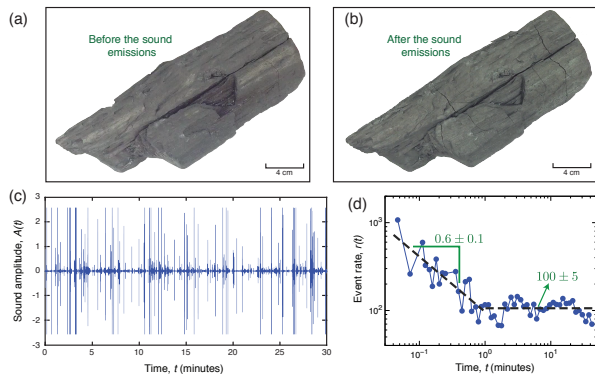 (a)
Before the sound
emissions
4 cm
(b)
After the sound
emissions
4 cm
(c)
Sound amplitude, A(t)
3
2
1
0
-1
-2
-3
0 5 10 15 20 25 30
Time, t (minutes)
(d)
Event rate, r(t)
10³
10²
0.6 ± 0.1
100 ± 5
10⁻¹ 10⁰ 10¹
Time, t (minutes)